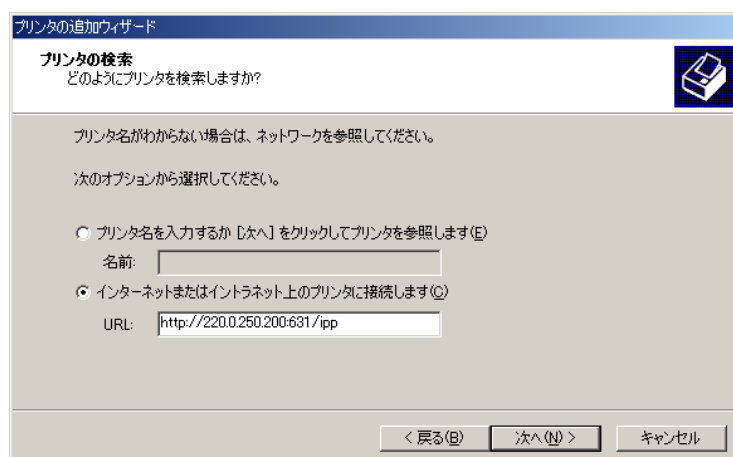 プリンタの追加ウィザード
プリンタの検索
どのようにプリンタを検索しますか?
プリンタ名がわからない場合は、ネットワークを参照してください。
次のオプションから選択してください。
プリンタ名を入力するか [次へ] をクリックしてプリンタを参照します(E)
名前:
インターネットまたはイントラネット上のプリンタに接続します(C)
URL: http://220.0.250.200:631/ipp
< 戻る(B) 次へ(N) > キャンセル